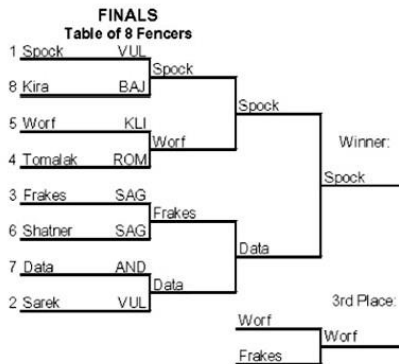 FINALS
Table of 8 Fencers
1 Spock VUL
Spock
8 Kira BAJ
Spock
5 Worf KLI
Worf
4 Tomalak ROM
Winner:
Spock
3 Frakes SAG
Frakes
6 Shatner SAG
Data
7 Data AND
Data
2 Sarek VUL
3rd Place:
Worf
Worf
Frakes